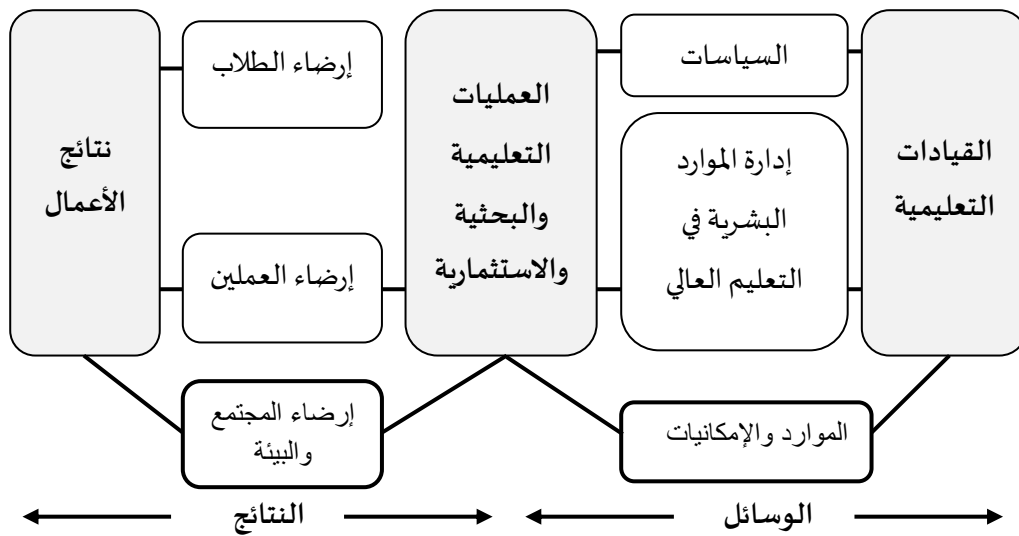 القيادات
التعليمية
السياسات
إدارة الموارد
البشرية في
التعليم العالي
الموارد والإمكانيات
العمليات
التعليمية
والبحثية
والاستثمارية
إرضاء الطلاب
إرضاء العملين
إرضاء المجتمع
والبيئة
نتائج
الأعمال
الوسائل
النتائج